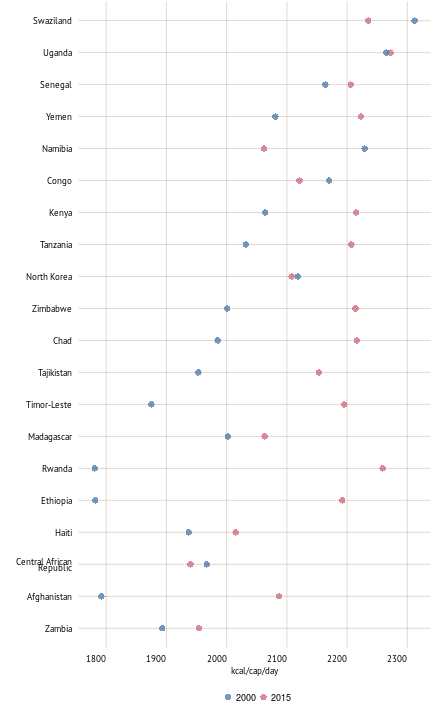 Swaziland
Uganda
Senegal
Yemen
Namibia
Congo
Kenya
Tanzania
North Korea
Zimbabwe
Chad
Tajikistan
Timor-Leste
Madagascar
Rwanda
Ethiopia
Haiti
Central African
Republic
Afghanistan
Zambia
1800 1900 2000 2100 2200 2300
kcal/cap/day
2000 2015